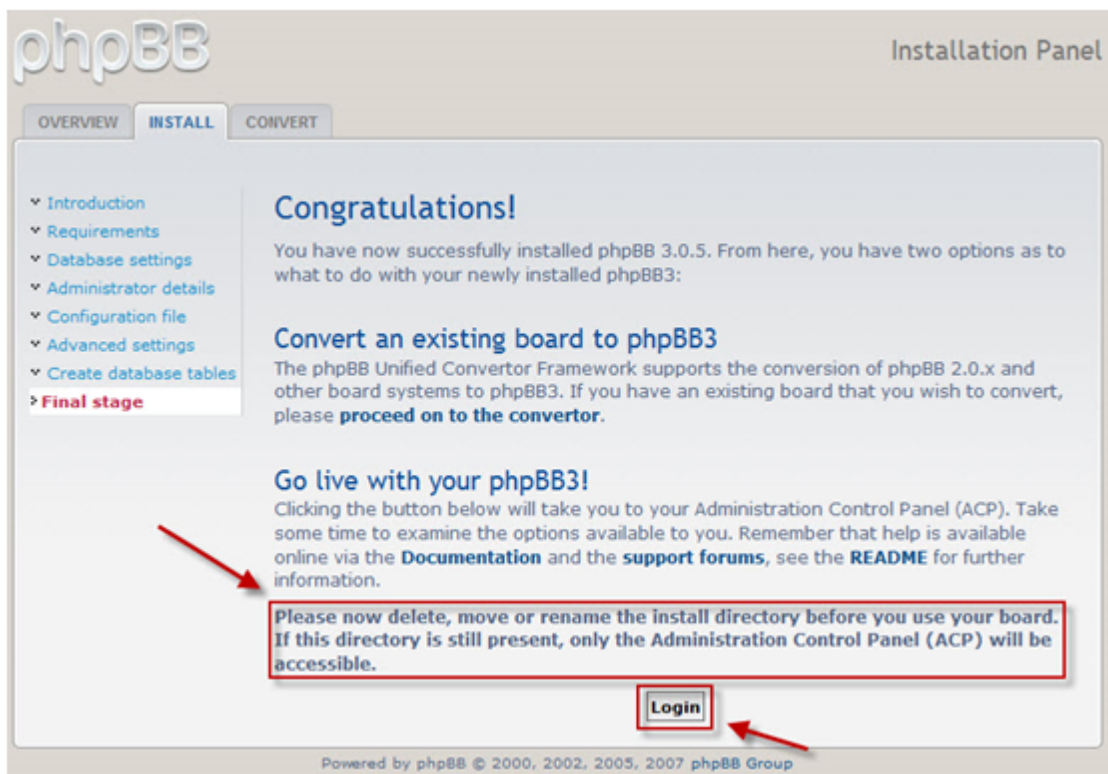 phpBB
Installation Panel
OVERVIEW INSTALL CONVERT
Introduction
Requirements
Database settings
Administrator details
Configuration file
Advanced settings
Create database tables
Final stage
Congratulations!
You have now successfully installed phpBB 3.0.5. From here, you have two options as to
what to do with your newly installed phpBB3:
Convert an existing board to phpBB3
The phpBB Unified Convertor Framework supports the conversion of phpBB 2.0.x and
other board systems to phpBB3. If you have an existing board that you wish to convert,
please proceed on to the convertor.
Go live with your phpBB3!
Clicking the button below will take you to your Administration Control Panel (ACP). Take
some time to examine the options available to you. Remember that help is available
online via the Documentation and the support forums, see the README for further
information.
Please now delete, move or rename the install directory before you use your board.
If this directory is still present, only the Administration Control Panel (ACP) will be
accessible.
Login
Powered by phpBB © 2000, 2002, 2005, 2007 phpBB Group